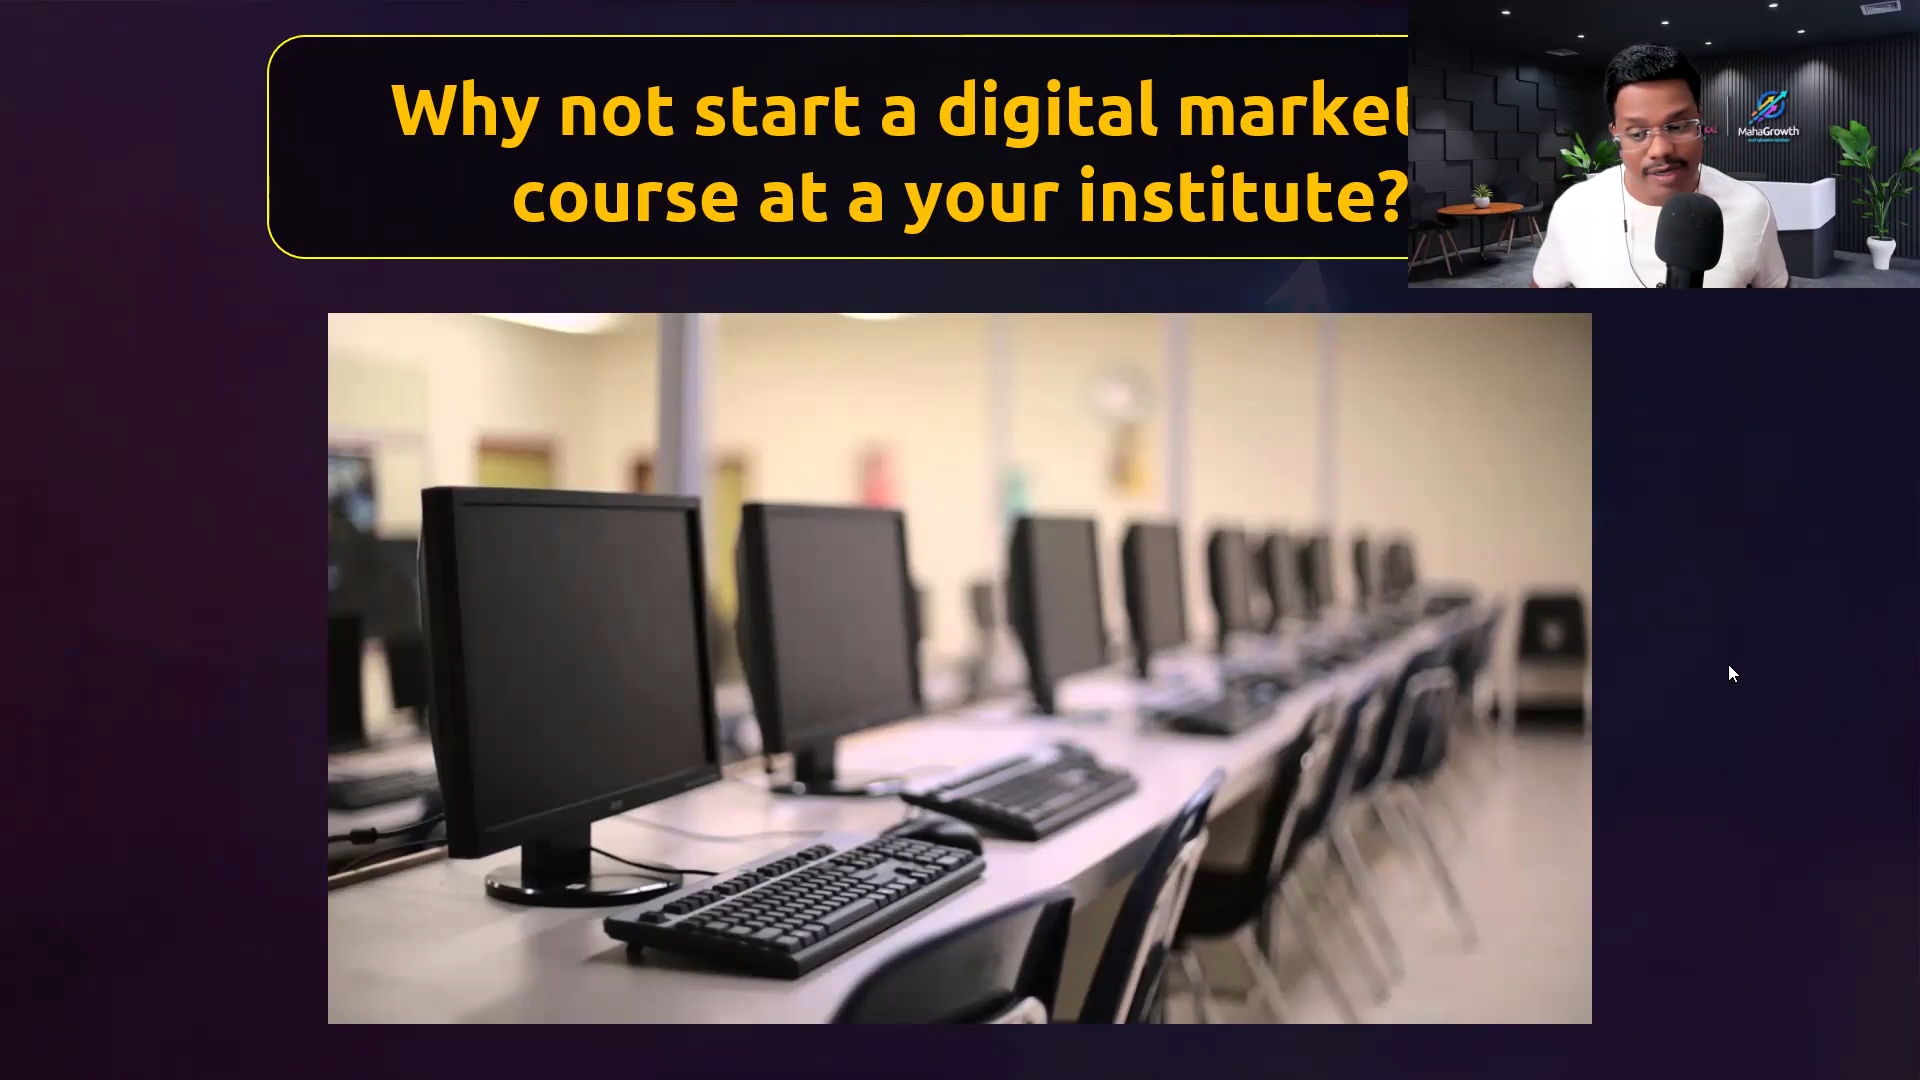 Why not start a digital market
course at a your institute?
MahaGrowth